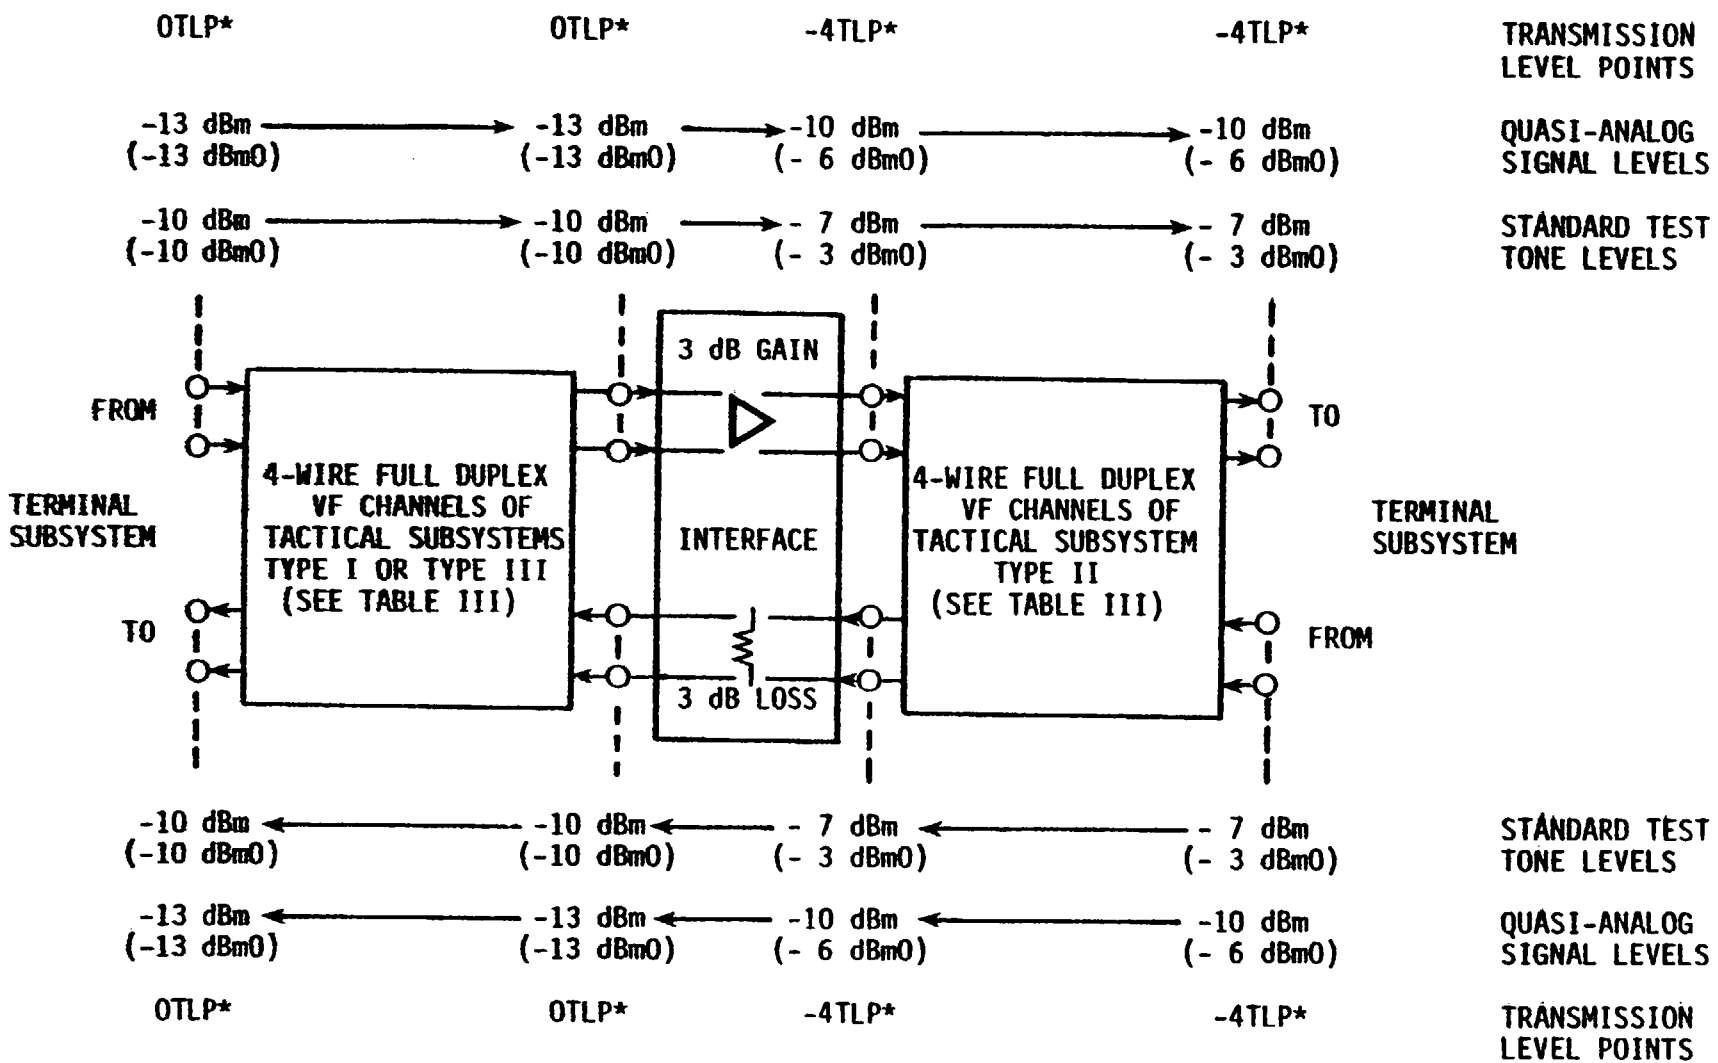 0TLP* 0TLP* -4TLP* -4TLP* TRANSMISSION
LEVEL POINTS
-13 dBm -13 dBm -10 dBm -10 dBm QUASI-ANALOG
(-13 dBm0) (-13 dBm0) (- 6 dBm0) (- 6 dBm0) SIGNAL LEVELS
-10 dBm -10 dBm - 7 dBm - 7 dBm STANDARD TEST
(-10 dBm0) (-10 dBm0) (- 3 dBm0) (- 3 dBm0) TONE LEVELS
FROM
TERMINAL
SUBSYSTEM
TO
4-WIRE FULL DUPLEX
VF CHANNELS OF
TACTICAL SUBSYSTEMS
TYPE I OR TYPE III
(SEE TABLE III)
3 dB GAIN
INTERFACE
3 dB LOSS
4-WIRE FULL DUPLEX
VF CHANNELS OF
TACTICAL SUBSYSTEM
TYPE II
(SEE TABLE III)
TO
TERMINAL
SUBSYSTEM
FROM
-10 dBm -10 dBm - 7 dBm - 7 dBm STANDARD TEST
(-10 dBm0) (-10 dBm0) (- 3 dBm0) (- 3 dBm0) TONE LEVELS
-13 dBm -13 dBm -10 dBm -10 dBm QUASI-ANALOG
(-13 dBm0) (-13 dBm0) (- 6 dBm0) (- 6 dBm0) SIGNAL LEVELS
0TLP* 0TLP* -4TLP* -4TLP* TRANSMISSION
LEVEL POINTS